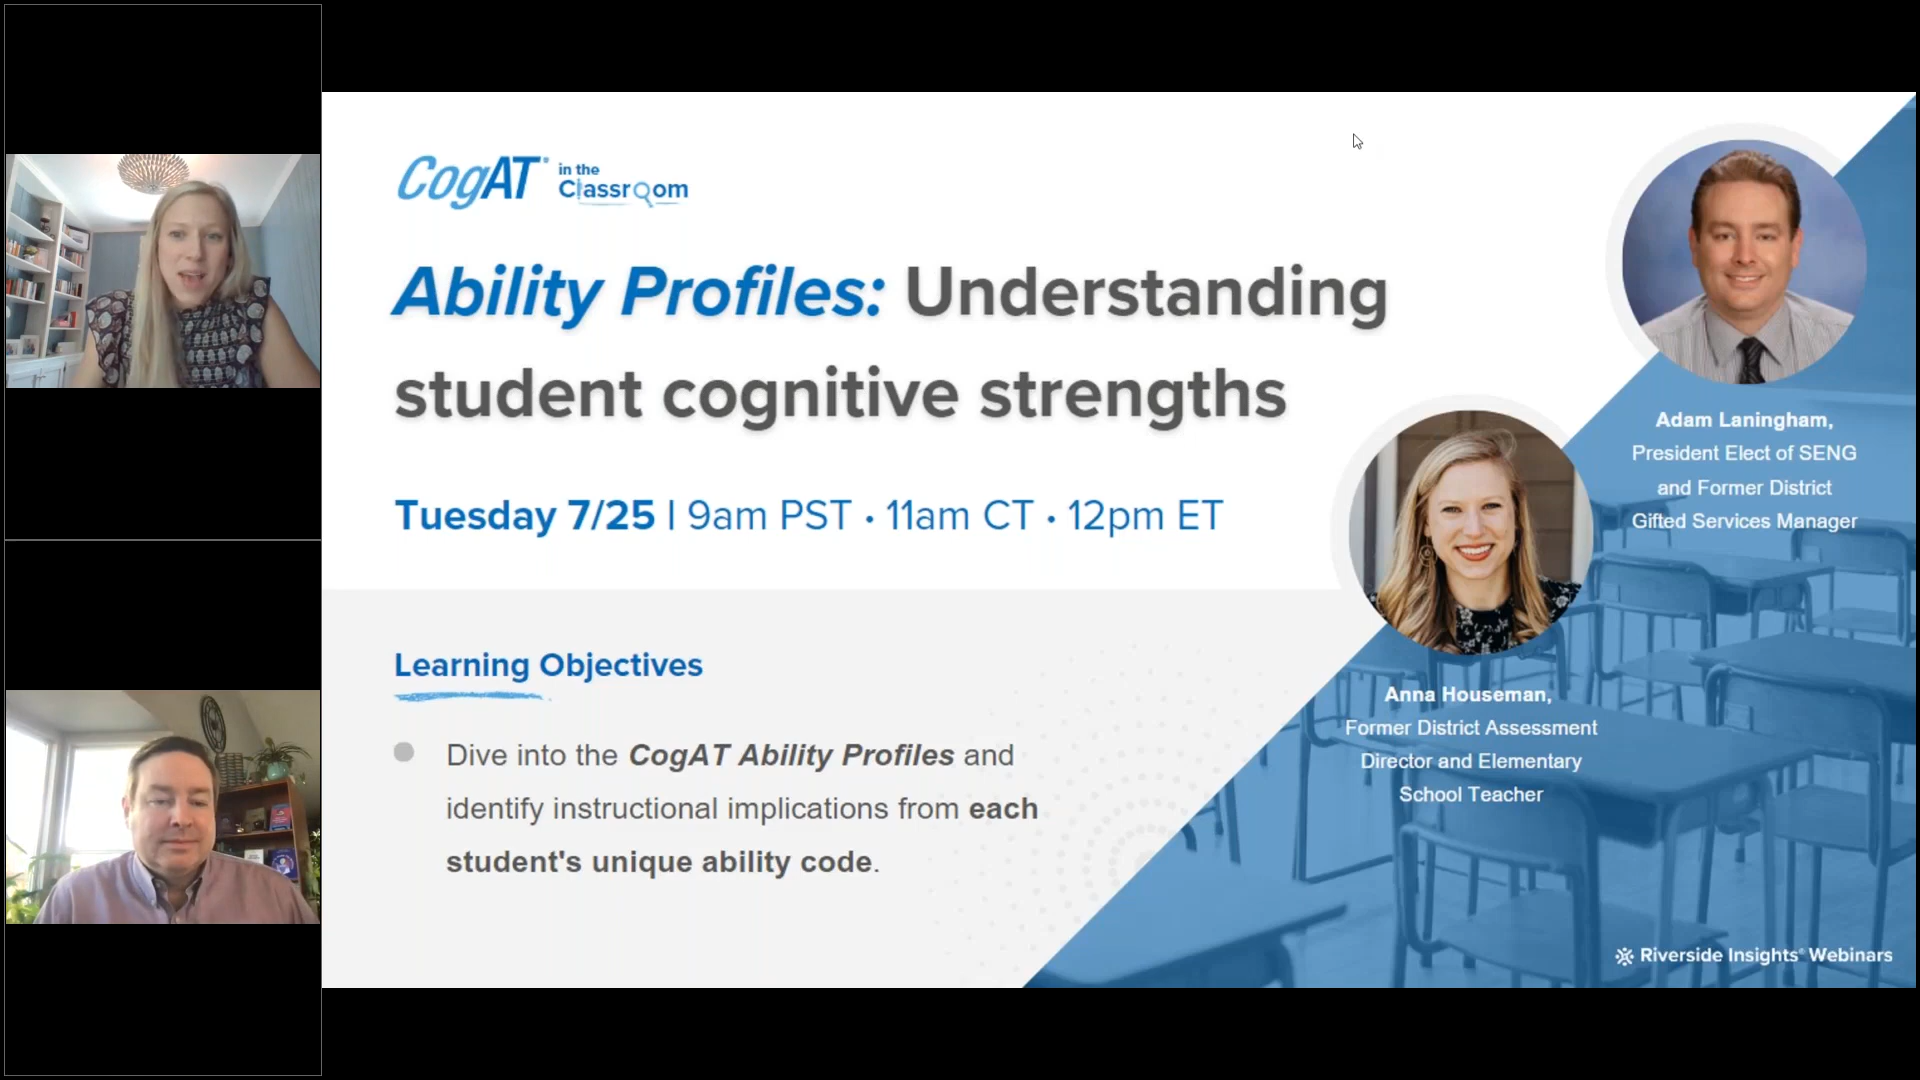 CogAT® in the Classroom
Ability Profiles: Understanding
student cognitive strengths
Tuesday 7/25 | 9am PST • 11am CT • 12pm ET
Learning Objectives
Dive into the CogAT Ability Profiles and
identify instructional implications from each
student's unique ability code.
Adam Laningham,
President Elect of SENG
and Former District
Gifted Services Manager
Anna Houseman,
Former District Assessment
Director and Elementary
School Teacher
Riverside Insights® Webinars